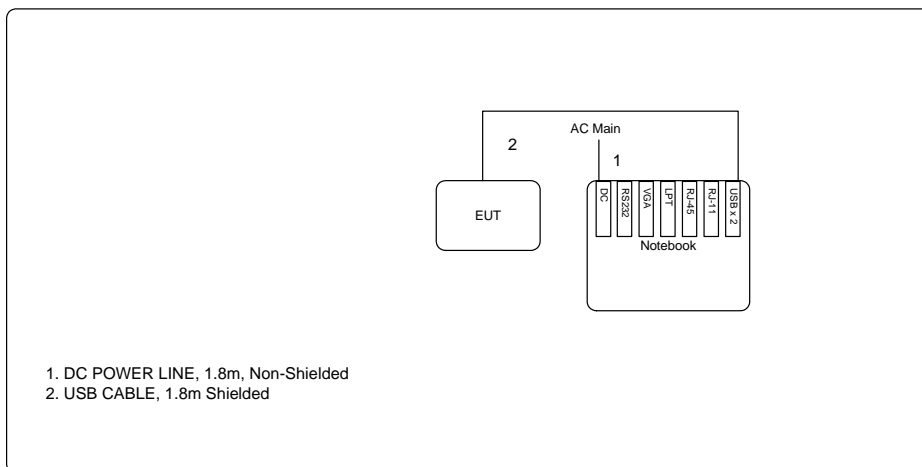 AC Main
2
1
EUT
DC
RS232
VGA
LPT
RJ-45
RJ-11
USB x 2
Notebook
1. DC POWER LINE, 1.8m, Non-Shielded
2. USB CABLE, 1.8m Shielded